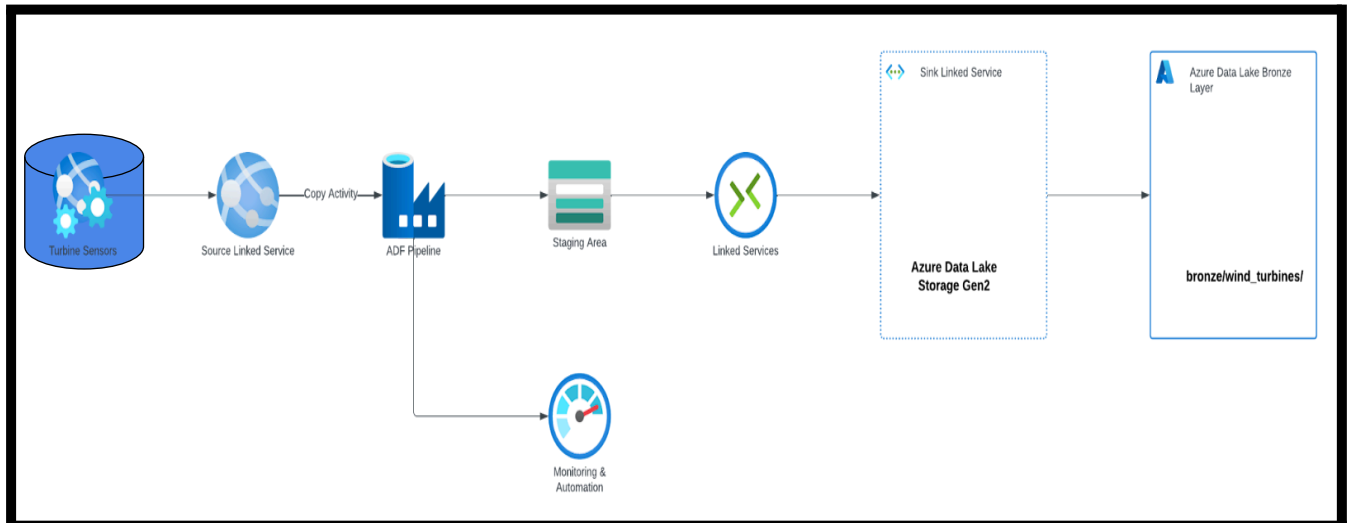 Sink Linked Service
Azure Data Lake Bronze
Layer
Turbine Sensors
Source Linked Service
Copy Activity
ADF Pipeline
Staging Area
Linked Services
Azure Data Lake
Storage Gen2
bronze/wind_turbines/
Monitoring &
Automation